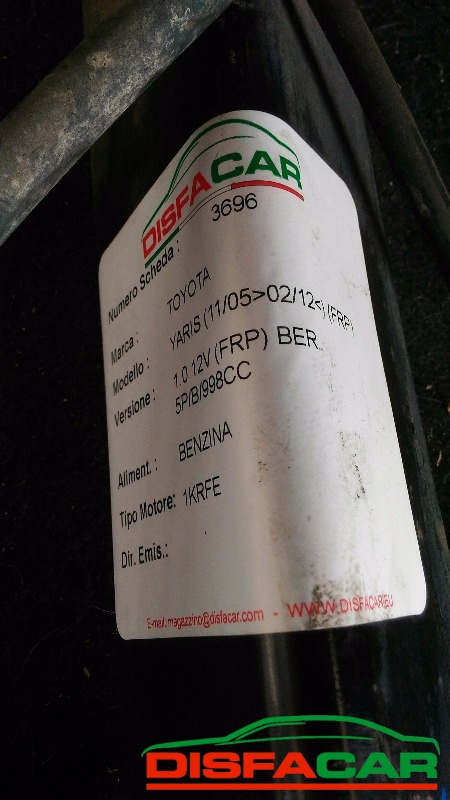 DISFACAR
Numero Scheda : 3696
Marca : TOYOTA
Modello : YARIS (11/05>02/12<) (FRP)
Versione : 1.0 12V (FRP) BER.
5P/B/998CC
Aliment. : BENZINA
Tipo Motore: 1KRFE
Dir. Emis.:
E-mail. magazzino@disfacar.com - WWW.DISFACAR.EU
DISFACAR